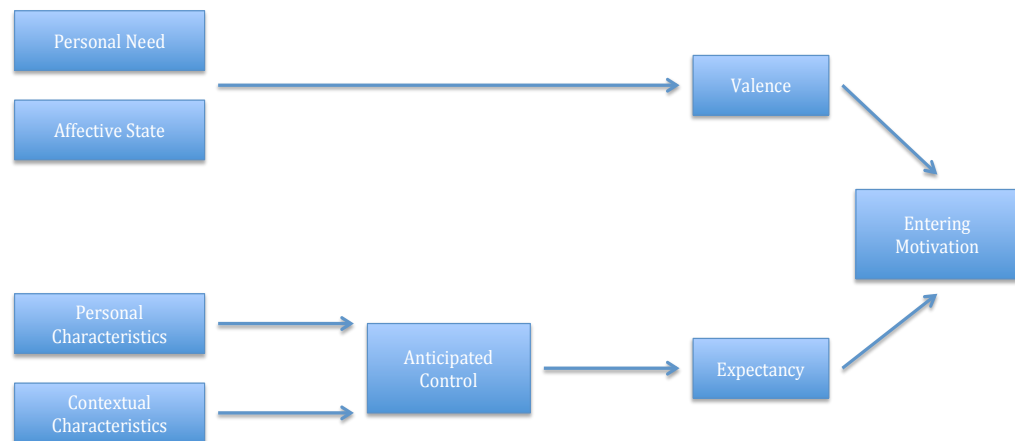 Personal Need
Valence
Affective State
Entering
Motivation
Personal
Characteristics
Anticipated
Control
Expectancy
Contextual
Characteristics